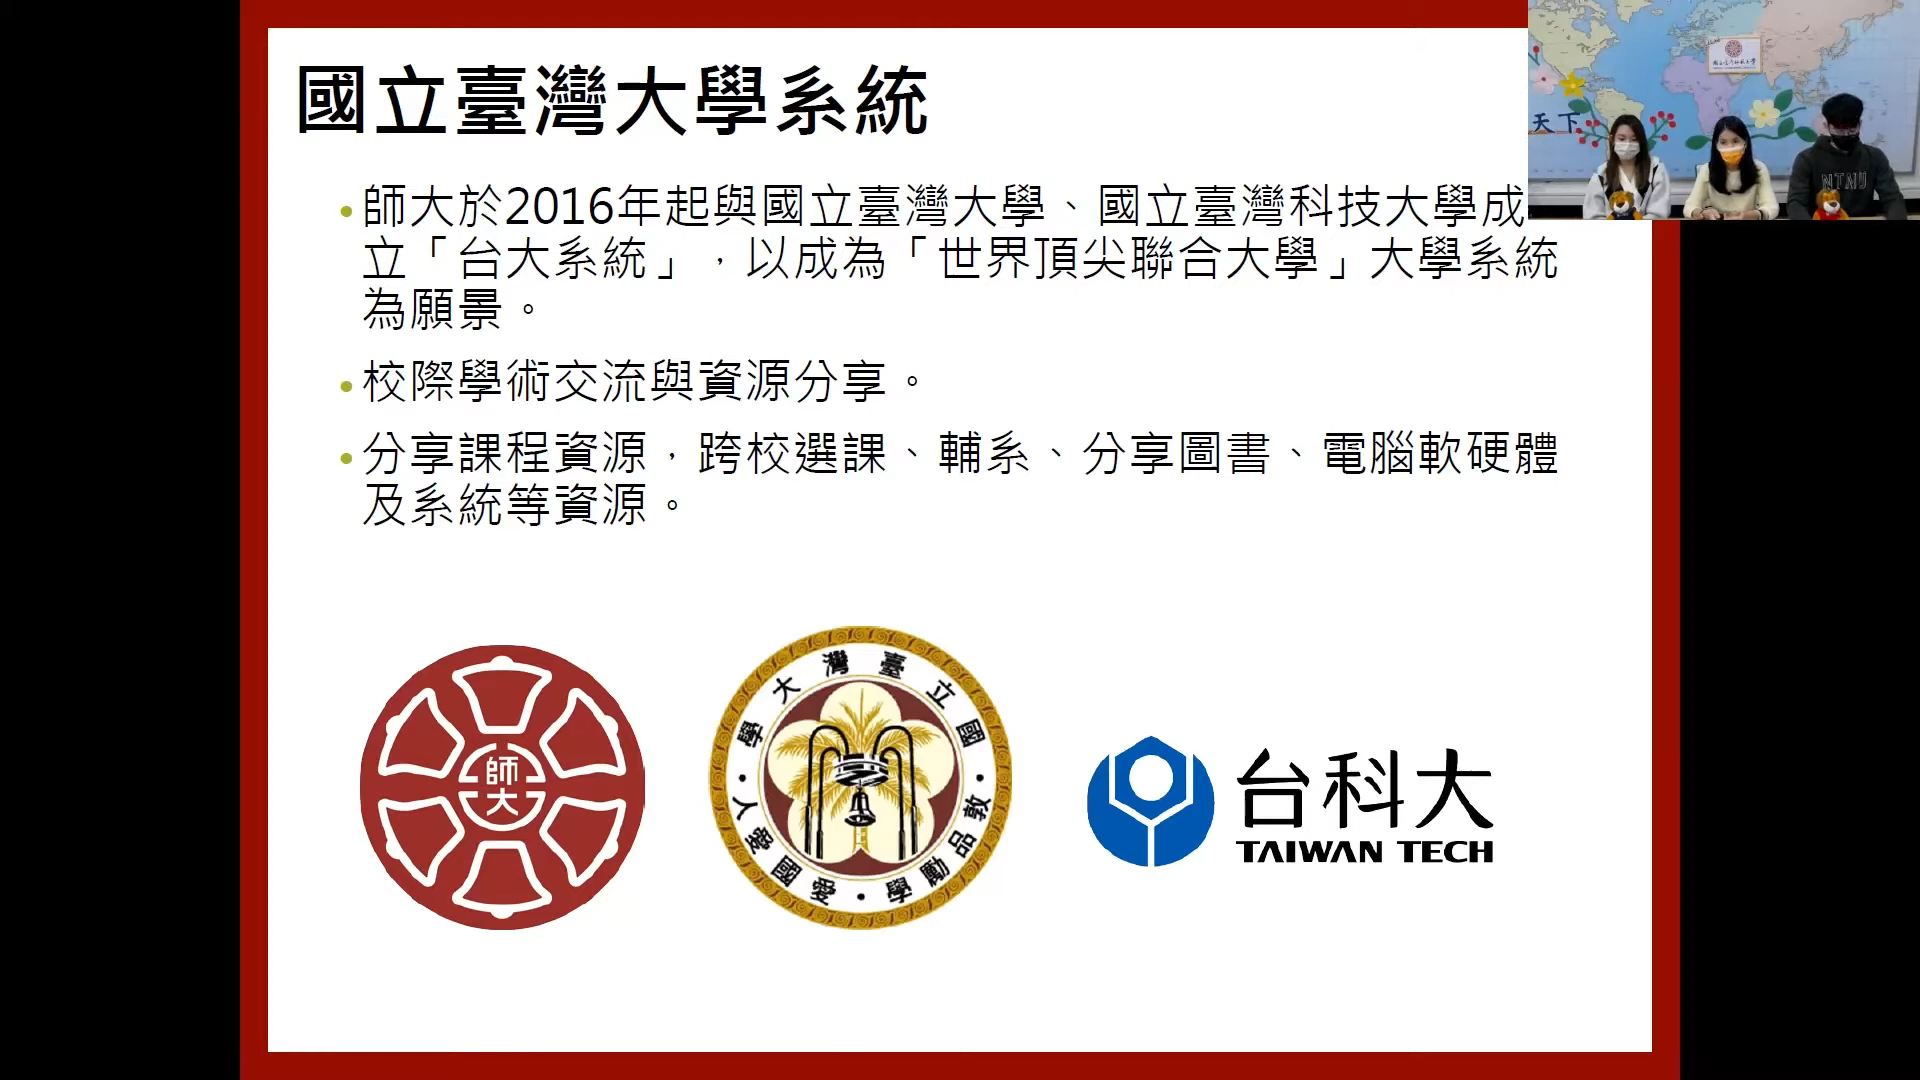 國立臺灣大學系統
師大於2016年起與國立臺灣大學、國立臺灣科技大學成
立「台大系統」，以成為「世界頂尖聯合大學」大學系統
為願景。
校際學術交流與資源分享。
分享課程資源，跨校選課、輔系、分享圖書、電腦軟硬體
及系統等資源。
天下
NTNU
師大
國立臺灣大學
敦品勵學·愛國愛人
台科大
TAIWAN TECH